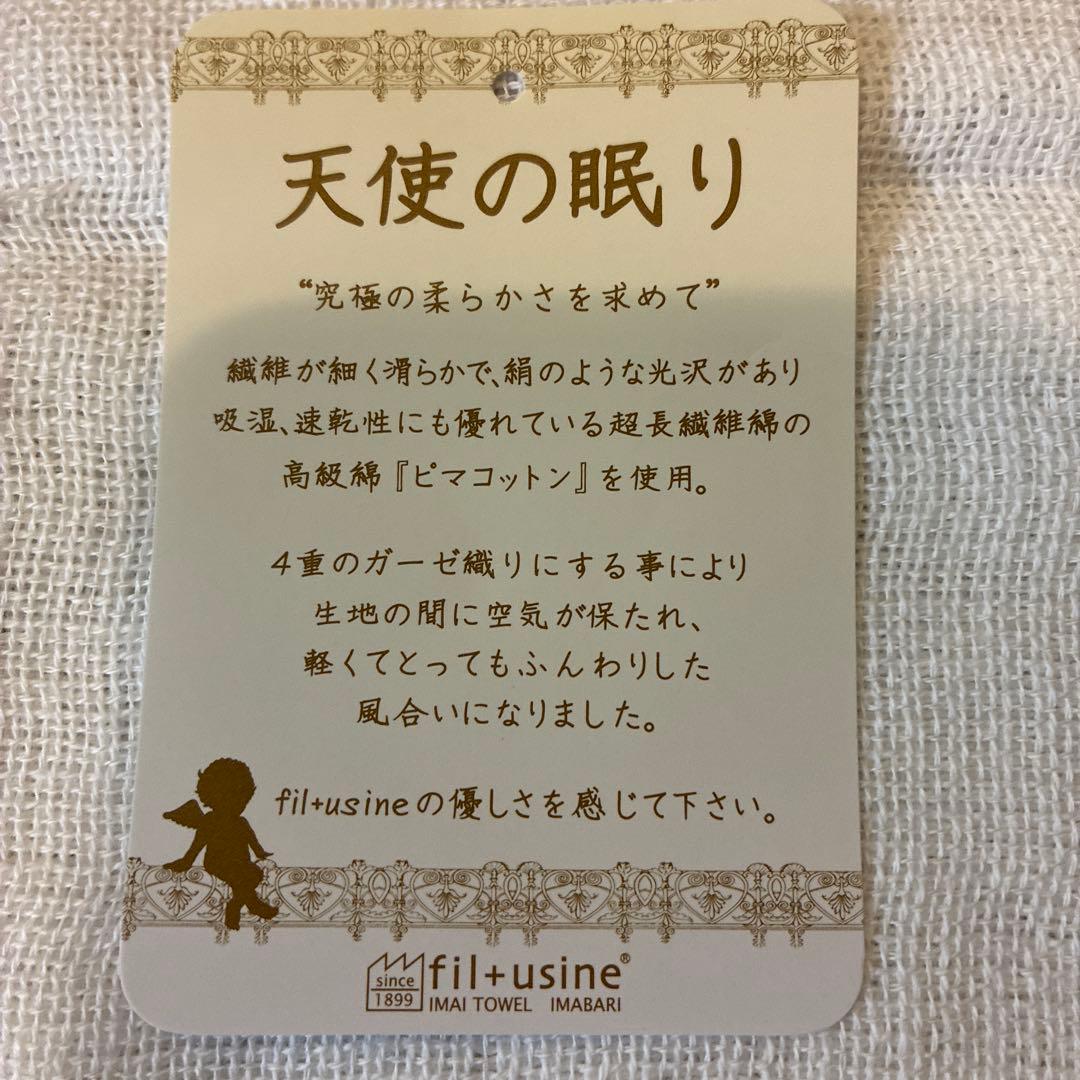 天使の眠り
“究極の柔らかさを求めて”
繊維が細く滑らかで、絹のような光沢があり
吸湿、速乾性にも優れている超長繊維綿の
高級綿『ピマコットン』を使用。
4重のガーゼ織りにする事により
生地の間に空気が保たれ、
軽くてとってもふんわりした
風合いになりました。
fil+usineの優しさを感じて下さい。
since
1899
fil+usine®
IMAI TOWEL IMABARI